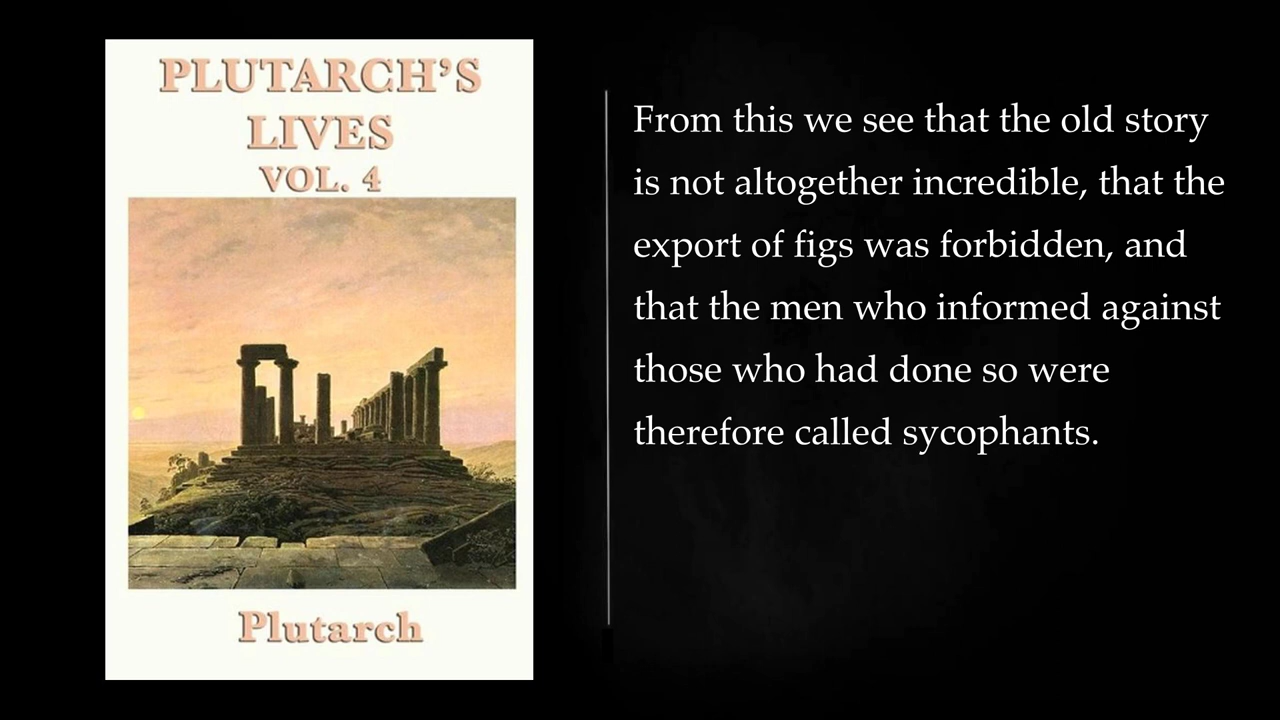 PLUTARCH'S
LIVES
VOL. 4
Plutarch
From this we see that the old story
is not altogether incredible, that the
export of figs was forbidden, and
that the men who informed against
those who had done so were
therefore called sycophants.